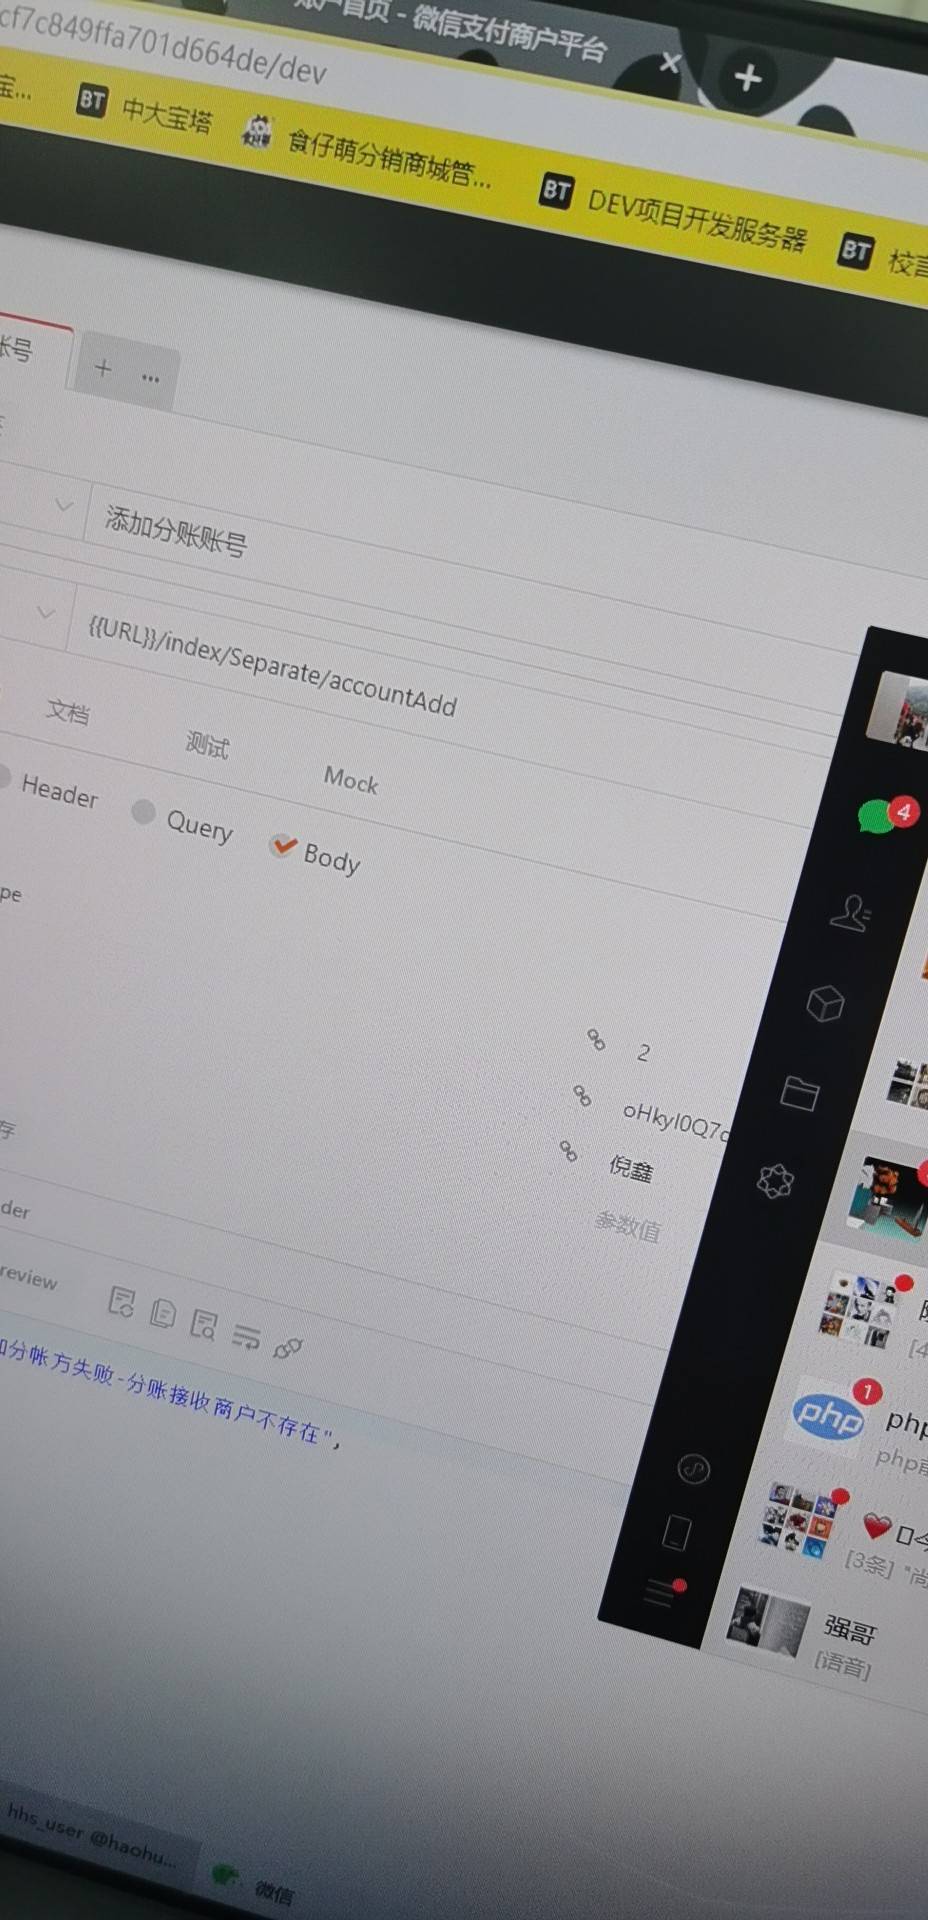 账户首页 - 微信支付商户平台
cf7c849ffa701d664de/dev
宝...
BT 中大宝塔
食仔萌分销商城管...
BT DEV项目开发服务器
BT
帐号
+ ...
添加分账账号
{{URL}}/index/Separate/accountAdd
文档
测试
Mock
Header
Query
Body
pe
4
2
oHkyI0Q7
倪鑫
参数值
存
der
review
加分帐方失败-分账接收商户不存在",
1
php
php
php
[3条]
强哥
[语音]
hhs_user @haohu...
微信